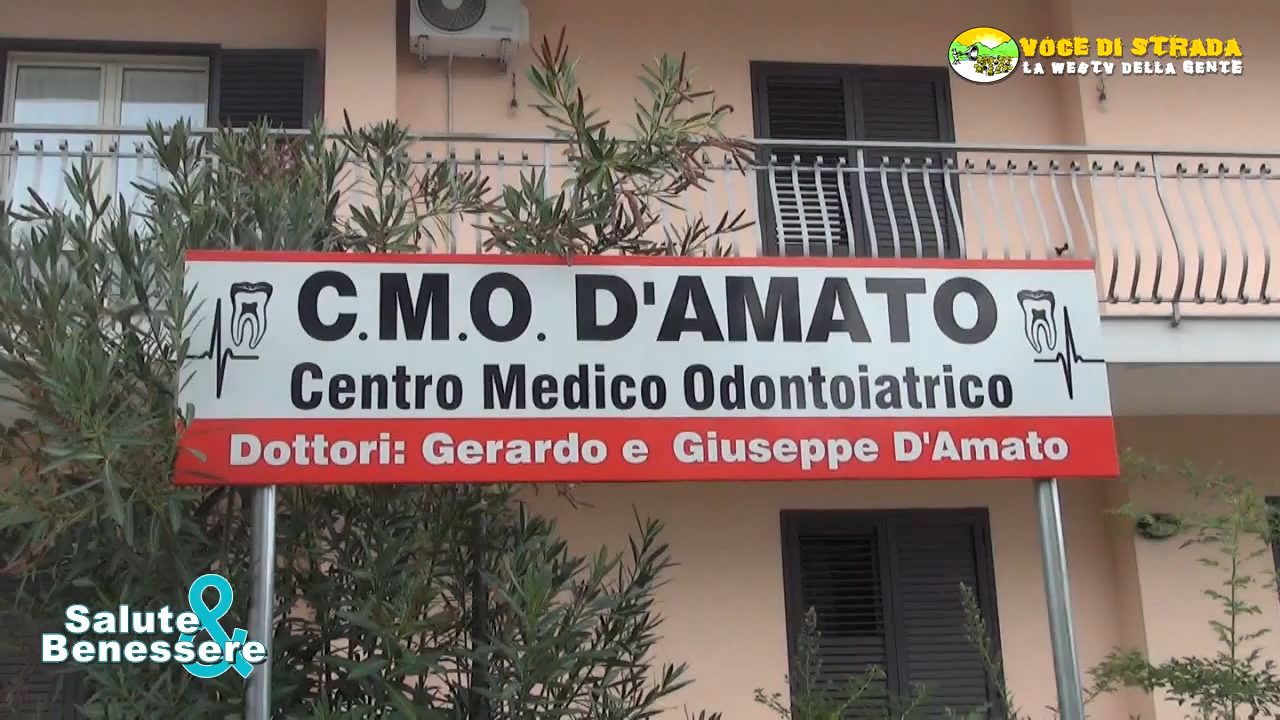 VOCE DI STRADA
LA WEBTV DELLA GENTE
C.M.O. D'AMATO
Centro Medico Odontoiatrico
Dottori: Gerardo e Giuseppe D'Amato
Salute &
Benessere